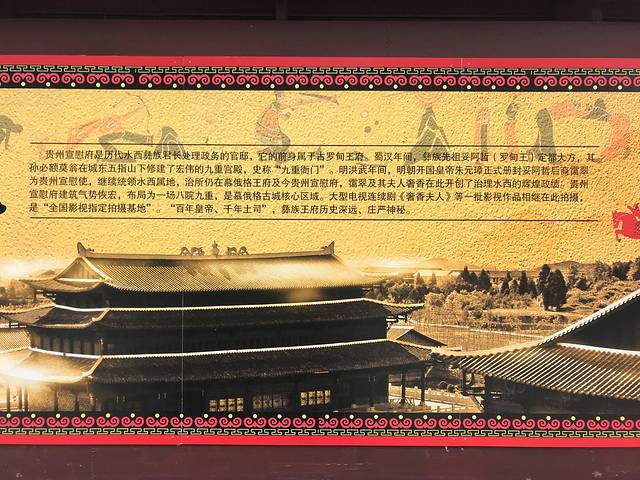 贵州宣慰府是历代水西彝族君长处理政务的官邸，它的前身属于古罗甸王府。蜀汉年间，彝族先祖妥阿哲（罗甸王）定都大方，其
孙必额莫翁在城东五指山下修建了宏伟的九重宫殿，史称“九重衙门”。明洪武年间，明朝开国皇帝朱元璋正式册封妥阿哲后裔霭翠
为贵州宣慰使，继续统领水西属地，治所仍在慕俄格王府及今贵州宣慰府，霭翠及其夫人奢香在此开创了治理水西的辉煌政绩。贵州
宣慰府建筑气势恢宏，布局为一场八院九重，是慕俄格古城核心区域。大型电视连续剧《奢香夫人》等一批影视作品相继在此拍摄，
是“全国影视指定拍摄基地”。“百年皇帝、千年土司”，彝族王府历史深远、庄严神秘。